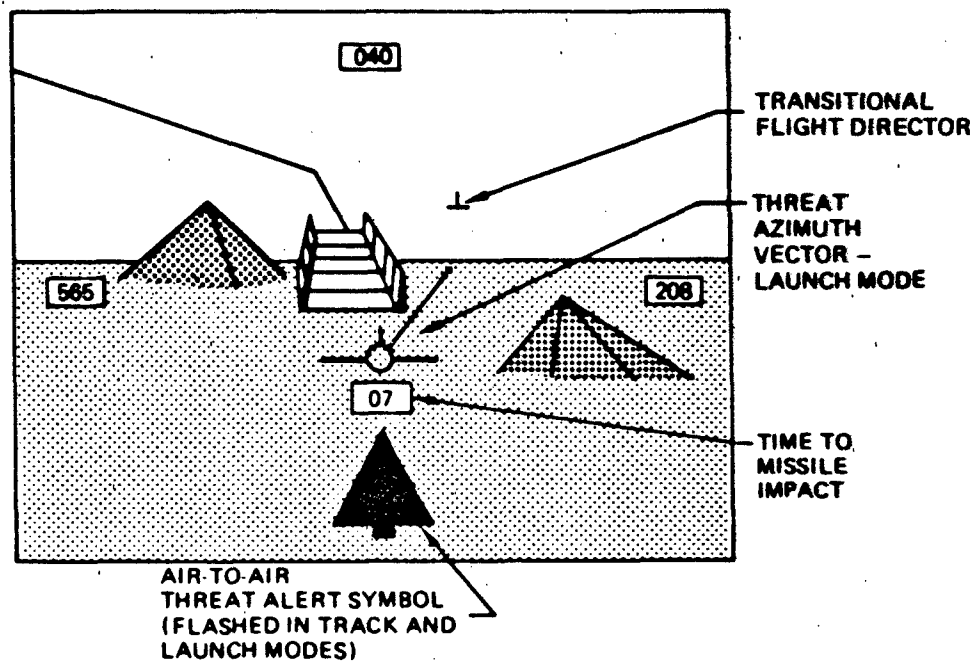 040
TRANSITIONAL
FLIGHT DIRECTOR
THREAT
AZIMUTH
VECTOR –
LAUNCH MODE
565
208
07
TIME TO
MISSILE
IMPACT
AIR-TO-AIR
THREAT ALERT SYMBOL
(FLASHED IN TRACK AND
LAUNCH MODES)